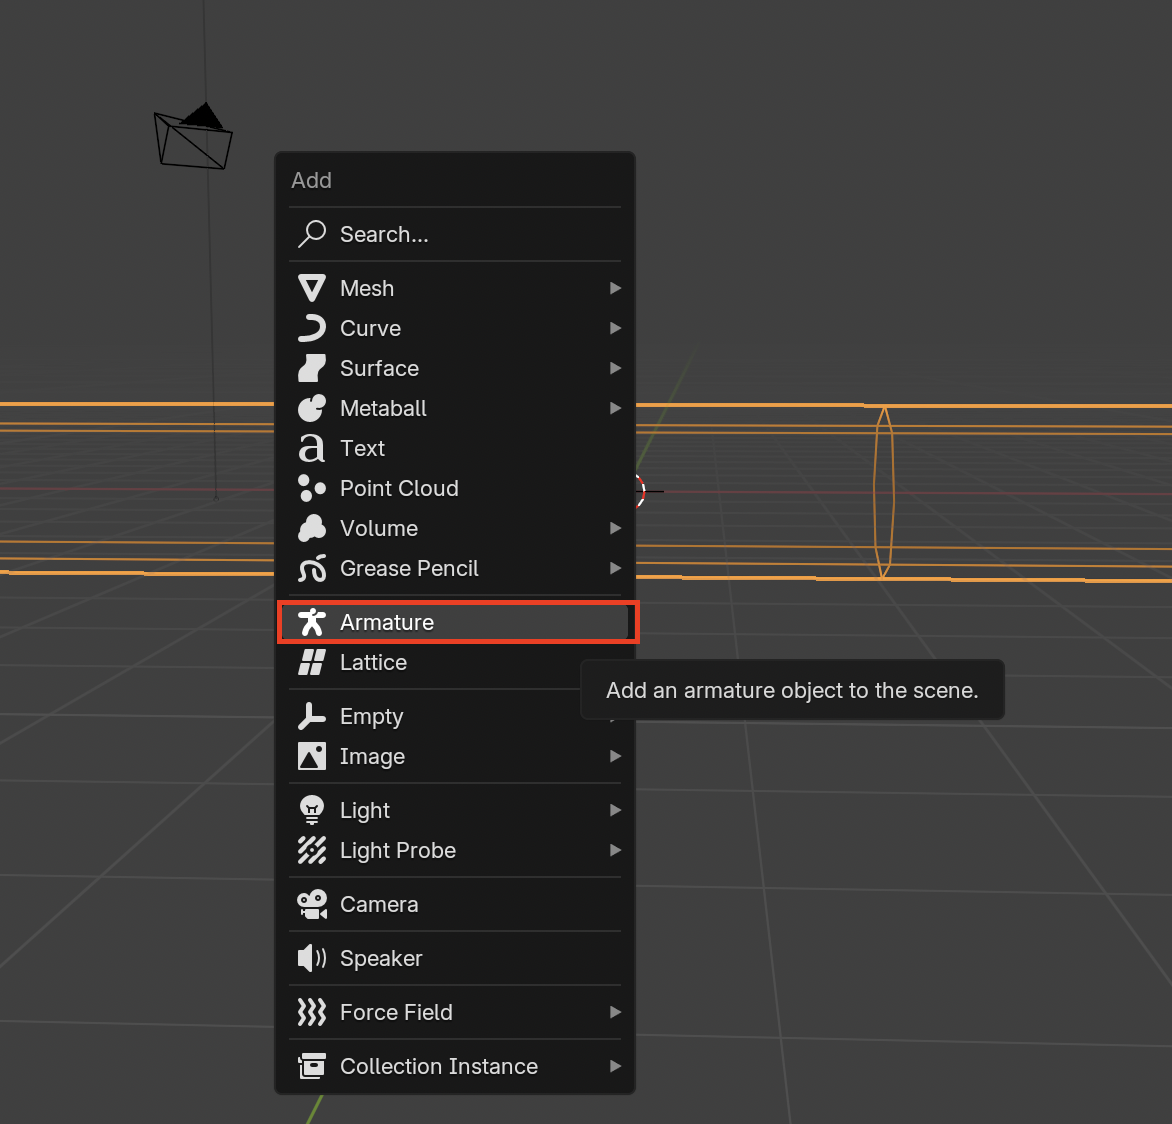 Add
Search...
Mesh
Curve
Surface
Metaball
Text
Point Cloud
Volume
Grease Pencil
Armature
Lattice
Add an armature object to the scene.
Empty
Image
Light
Light Probe
Camera
Speaker
Force Field
Collection Instance